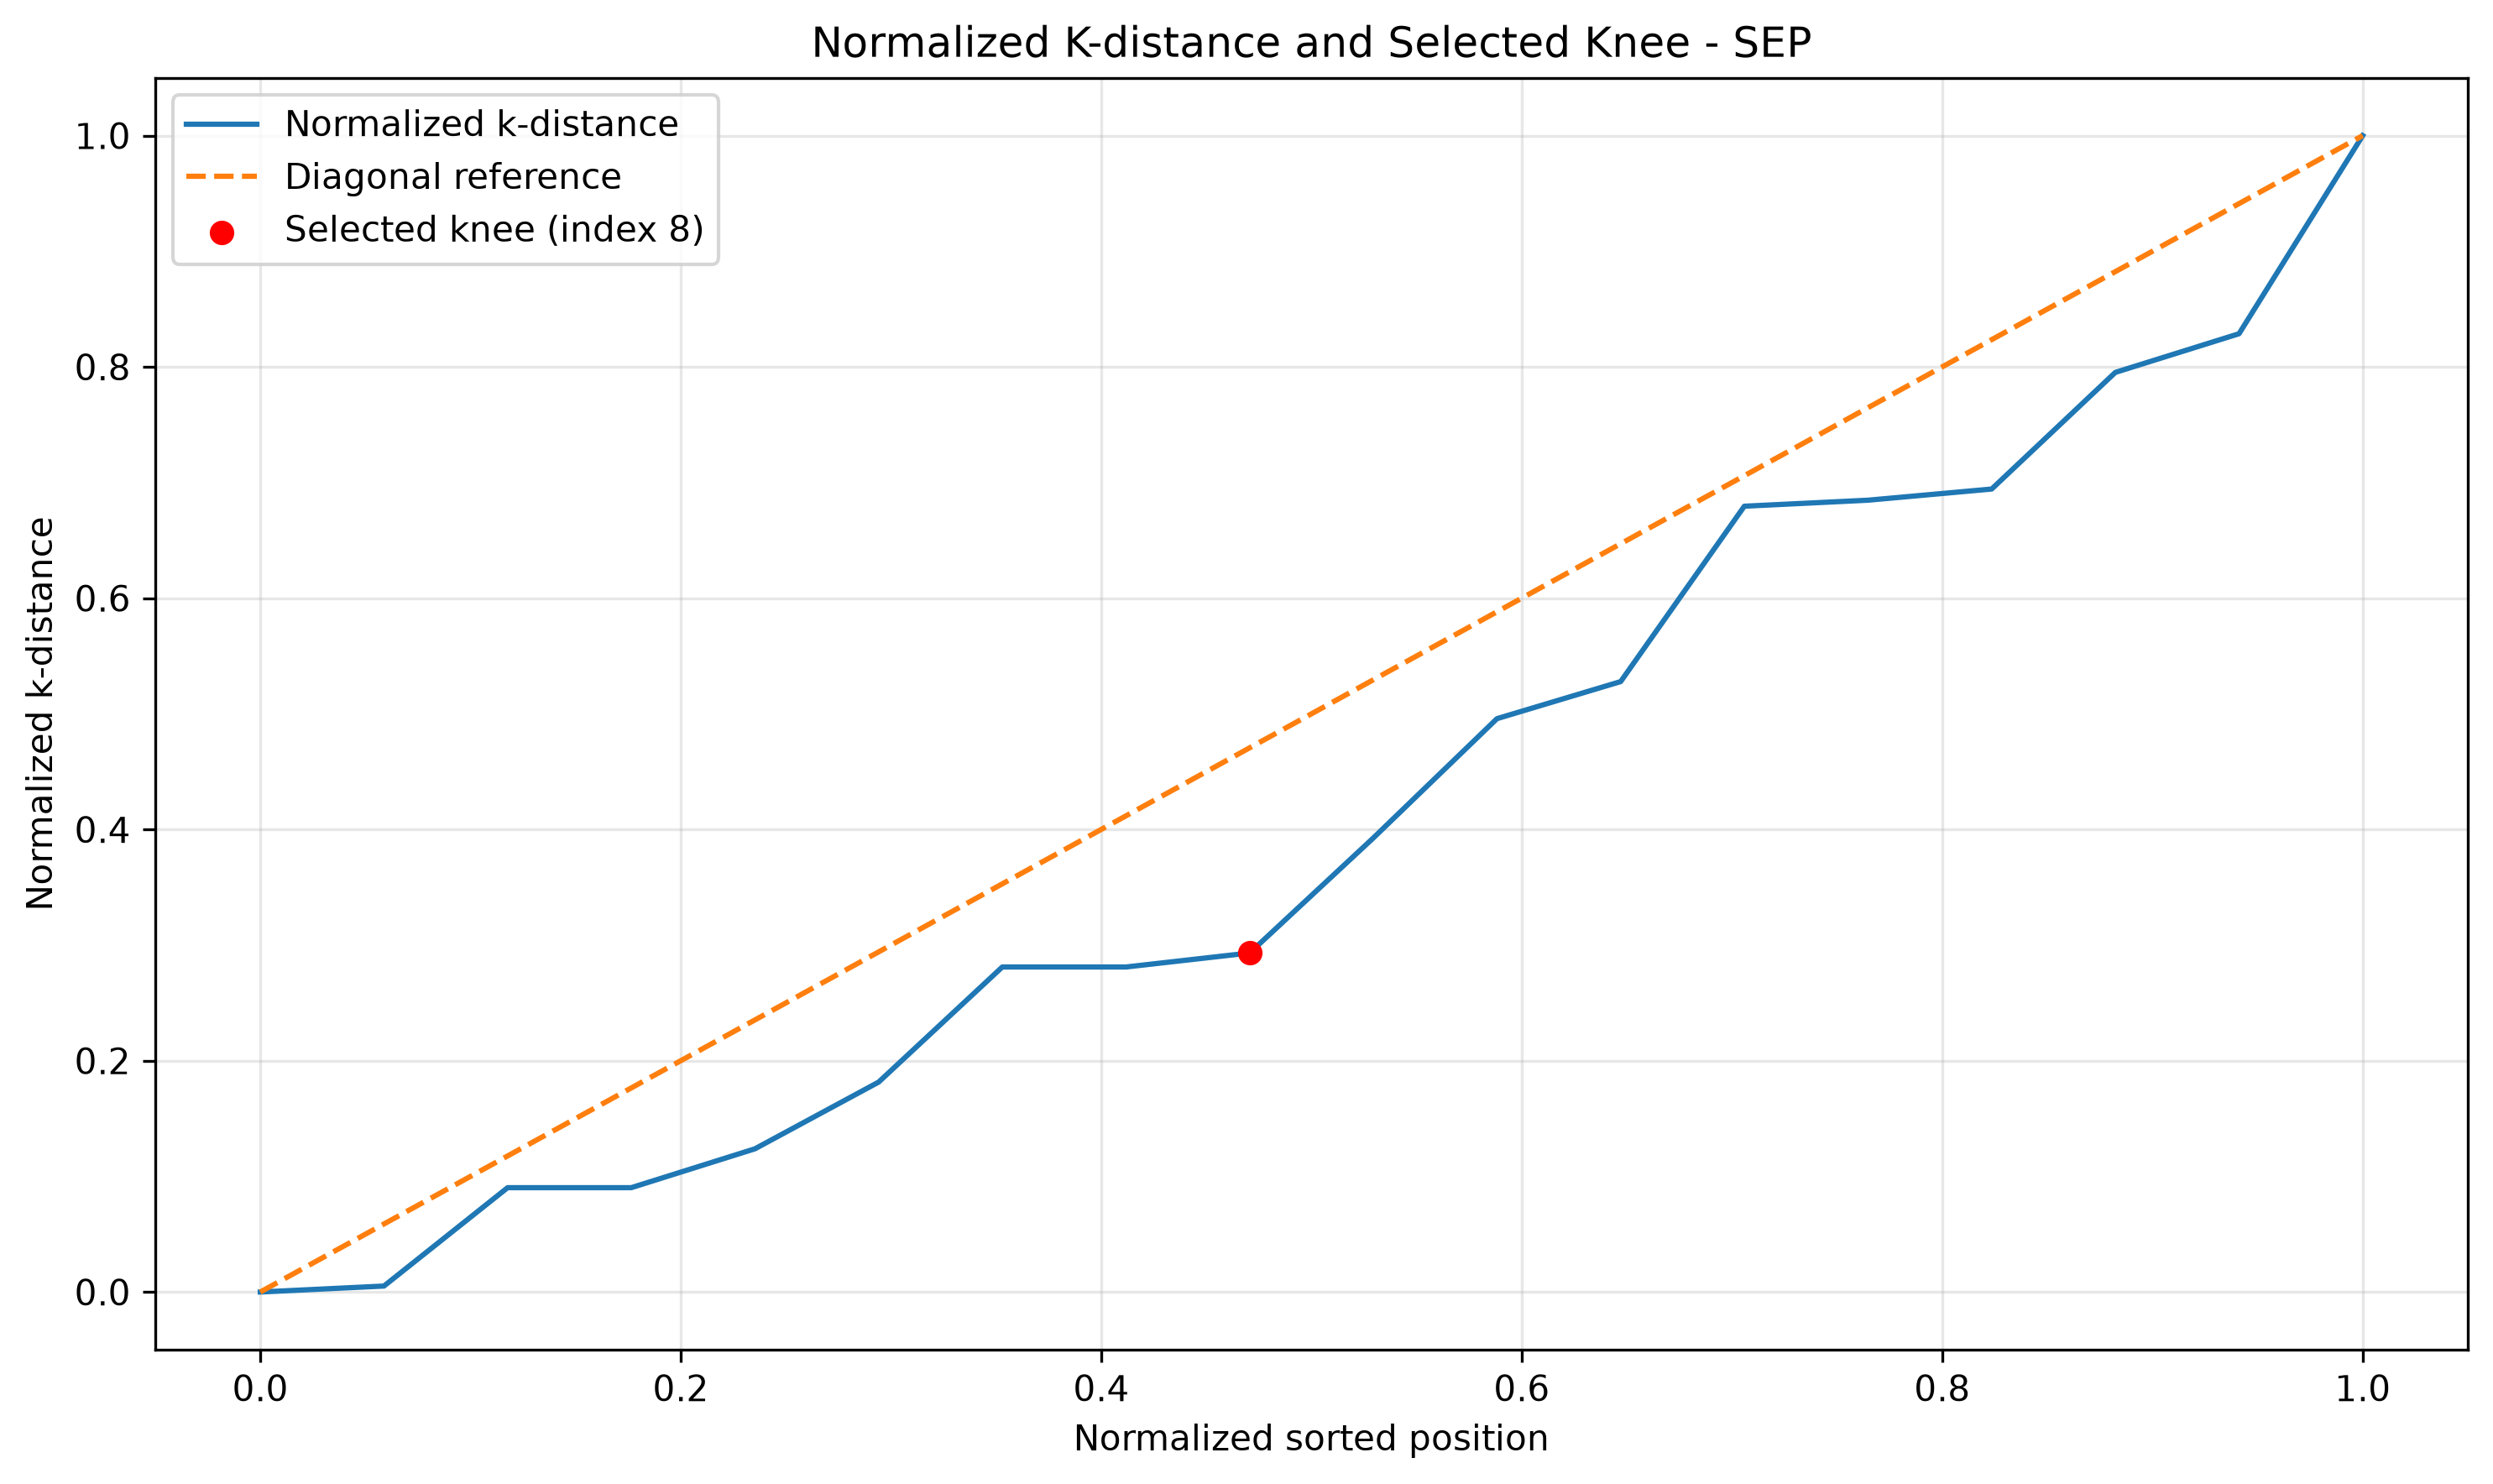 Normalized K-distance and Selected Knee - SEP
Normalized k-distance
Diagonal reference
Selected knee (index 8)
1.0
0.8
0.6
0.4
0.2
0.0
Normalized k-distance
0.0 0.2 0.4 0.6 0.8 1.0
Normalized sorted position